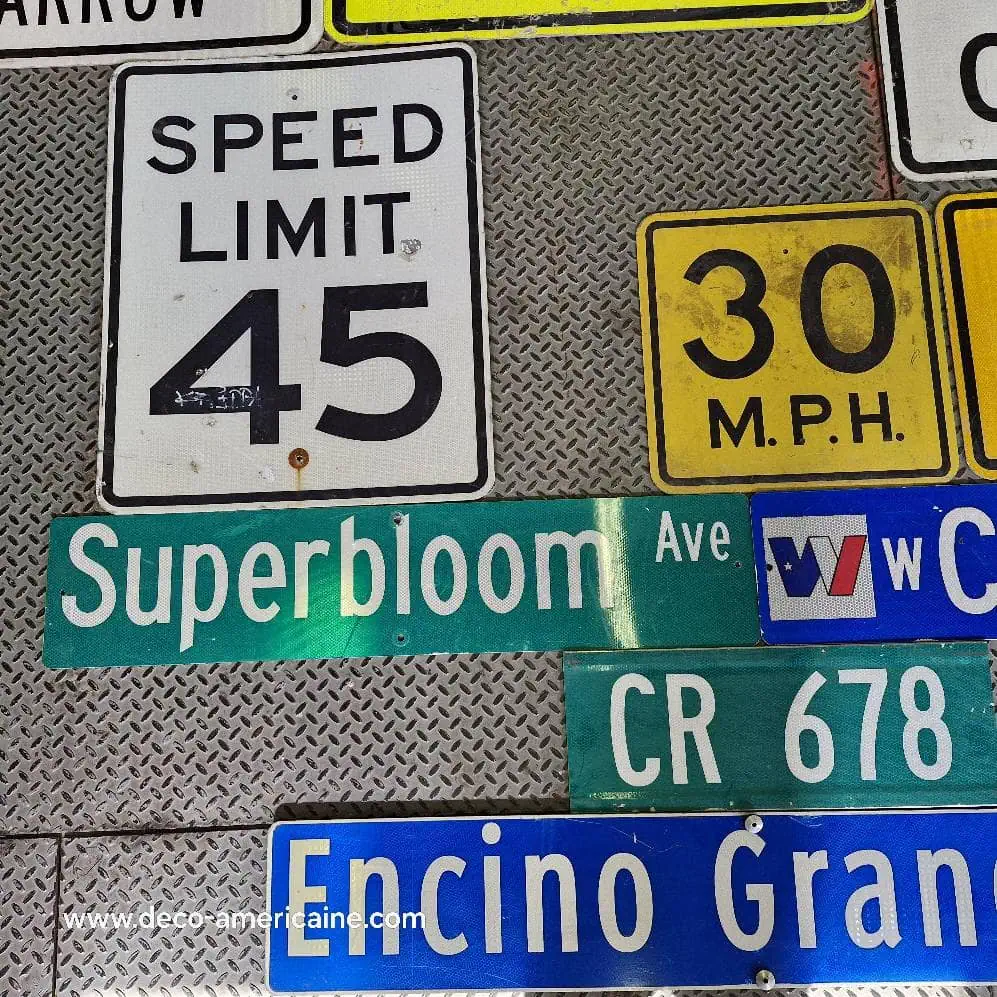 ARROW
SPEED
LIMIT
45
30
M.P.H.
Superbloom Ave
W C
CR 678
Encino Gran
www.deco-americaine.com